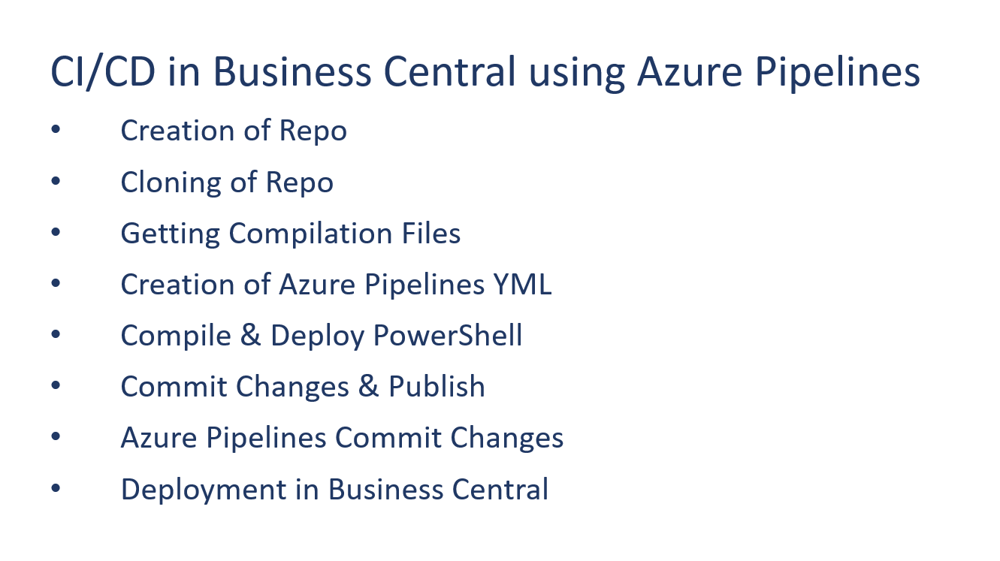 CI/CD in Business Central using Azure Pipelines
• Creation of Repo
• Cloning of Repo
• Getting Compilation Files
• Creation of Azure Pipelines YML
• Compile & Deploy PowerShell
• Commit Changes & Publish
• Azure Pipelines Commit Changes
• Deployment in Business Central